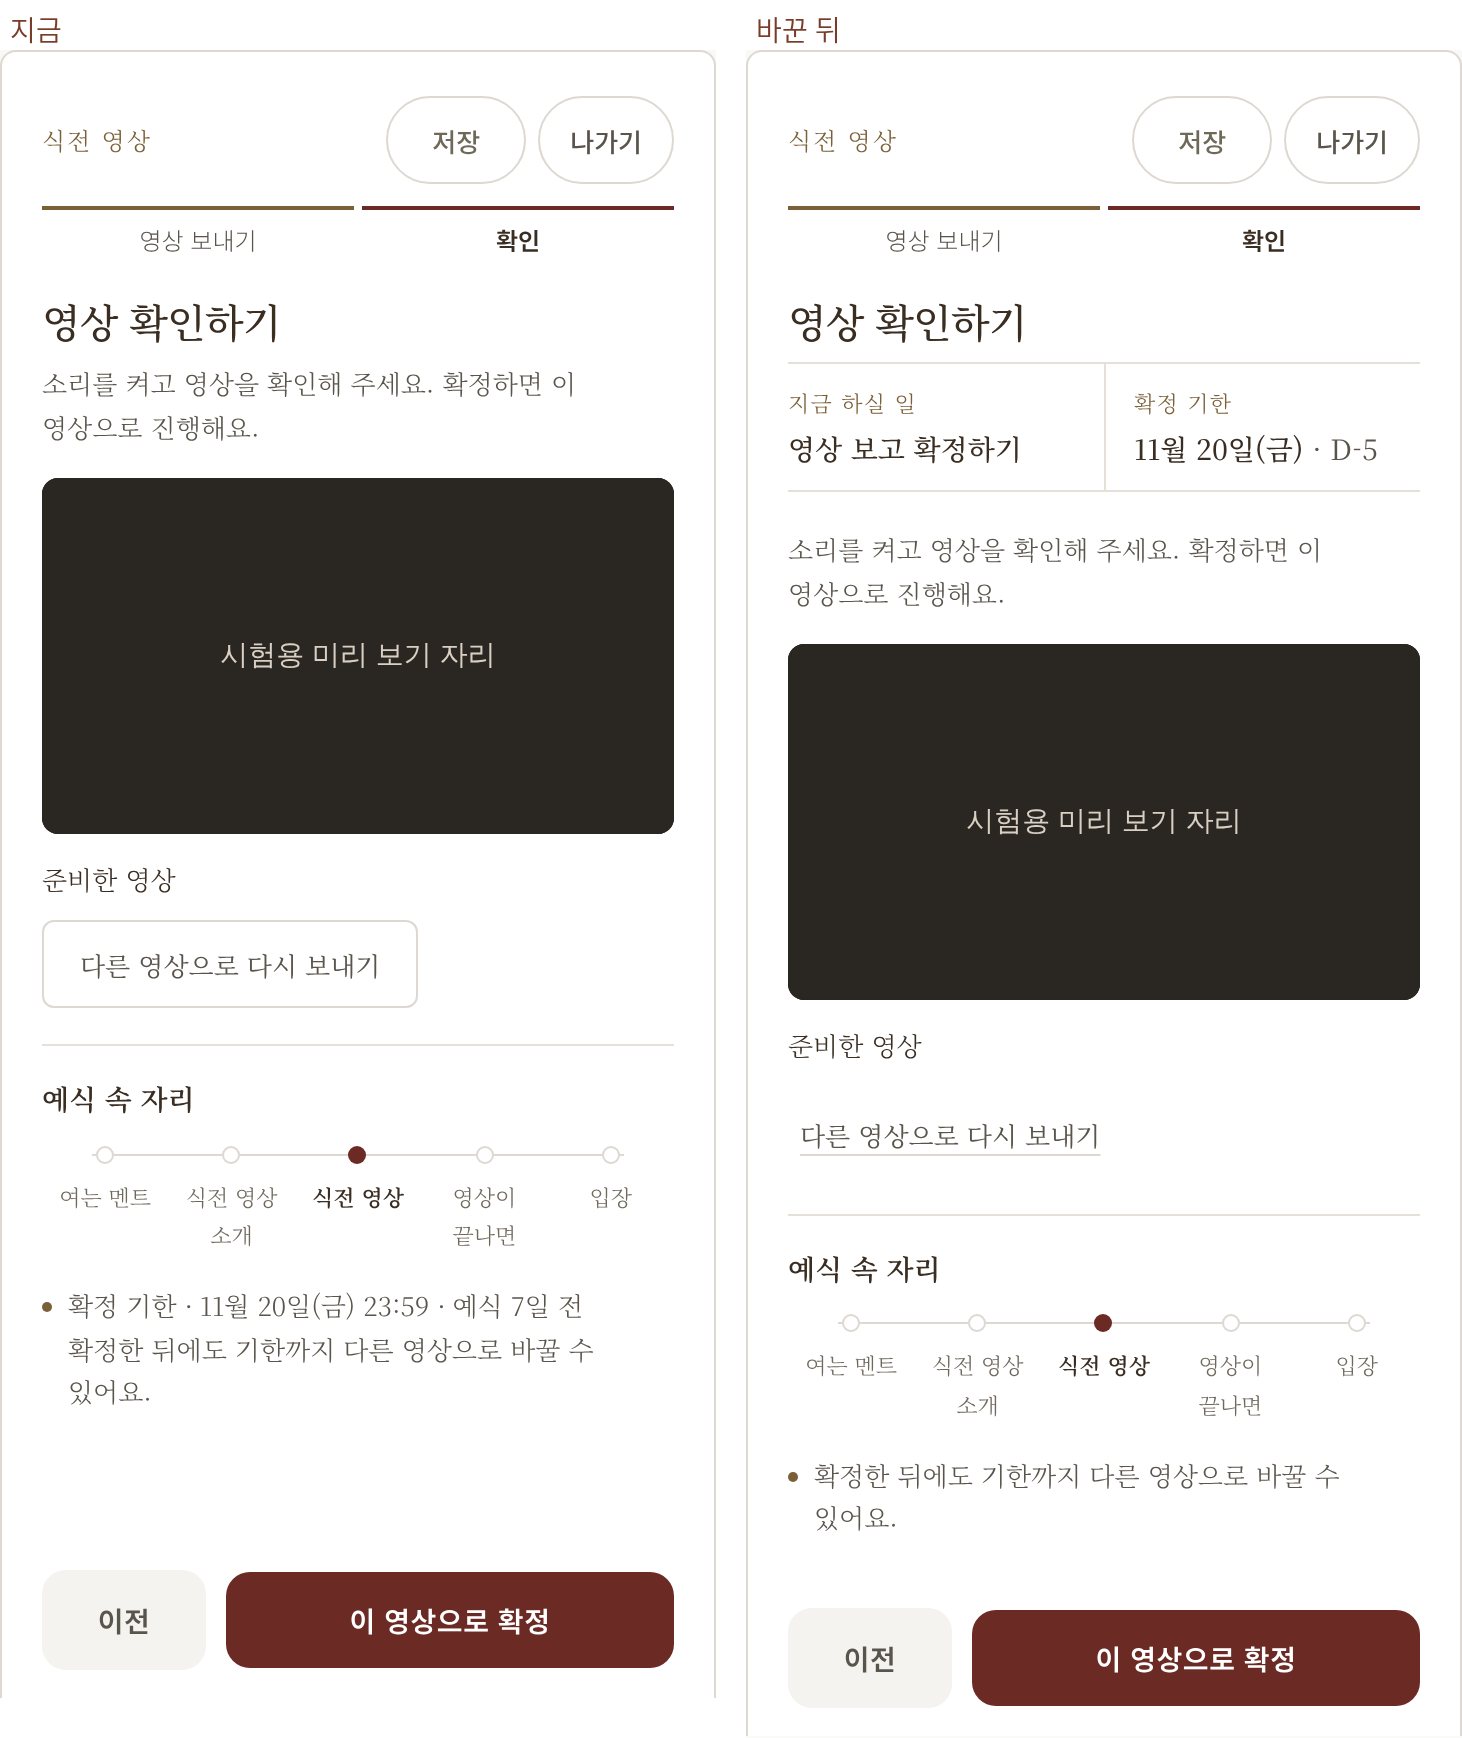 지금
식전 영상
저장
나가기
영상 보내기
확인
영상 확인하기
소리를 켜고 영상을 확인해 주세요. 확정하면 이
영상으로 진행해요.
시험용 미리 보기 자리
준비한 영상
다른 영상으로 다시 보내기
예식 속 자리
여는 멘트
식전 영상
소개
식전 영상
영상이
끝나면
입장
확정 기한 · 11월 20일(금) 23:59 · 예식 7일 전
확정한 뒤에도 기한까지 다른 영상으로 바꿀 수
있어요.
이전
이 영상으로 확정
바꾼 뒤
식전 영상
저장
나가기
영상 보내기
확인
영상 확인하기
지금 하실 일
영상 보고 확정하기
확정 기한
11월 20일(금) · D-5
소리를 켜고 영상을 확인해 주세요. 확정하면 이
영상으로 진행해요.
시험용 미리 보기 자리
준비한 영상
다른 영상으로 다시 보내기
예식 속 자리
여는 멘트
식전 영상
소개
식전 영상
영상이
끝나면
입장
확정한 뒤에도 기한까지 다른 영상으로 바꿀 수
있어요.
이전
이 영상으로 확정